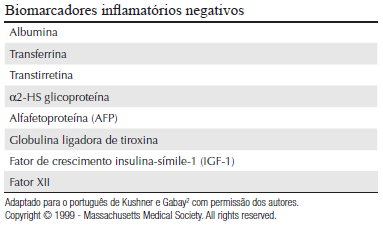 Biomarcadores inflamatórios negativos
Albumina
Transferrina
Transtirretina
α2-HS glicoproteína
Alfafetoproteína (AFP)
Globulina ligadora de tiroxina
Fator de crescimento insulina-símile-1 (IGF-1)
Fator XII
Adaptado para o português de Kushner e Gabay² com permissão dos autores.
Copyright © 1999 - Massachusetts Medical Society. All rights reserved.